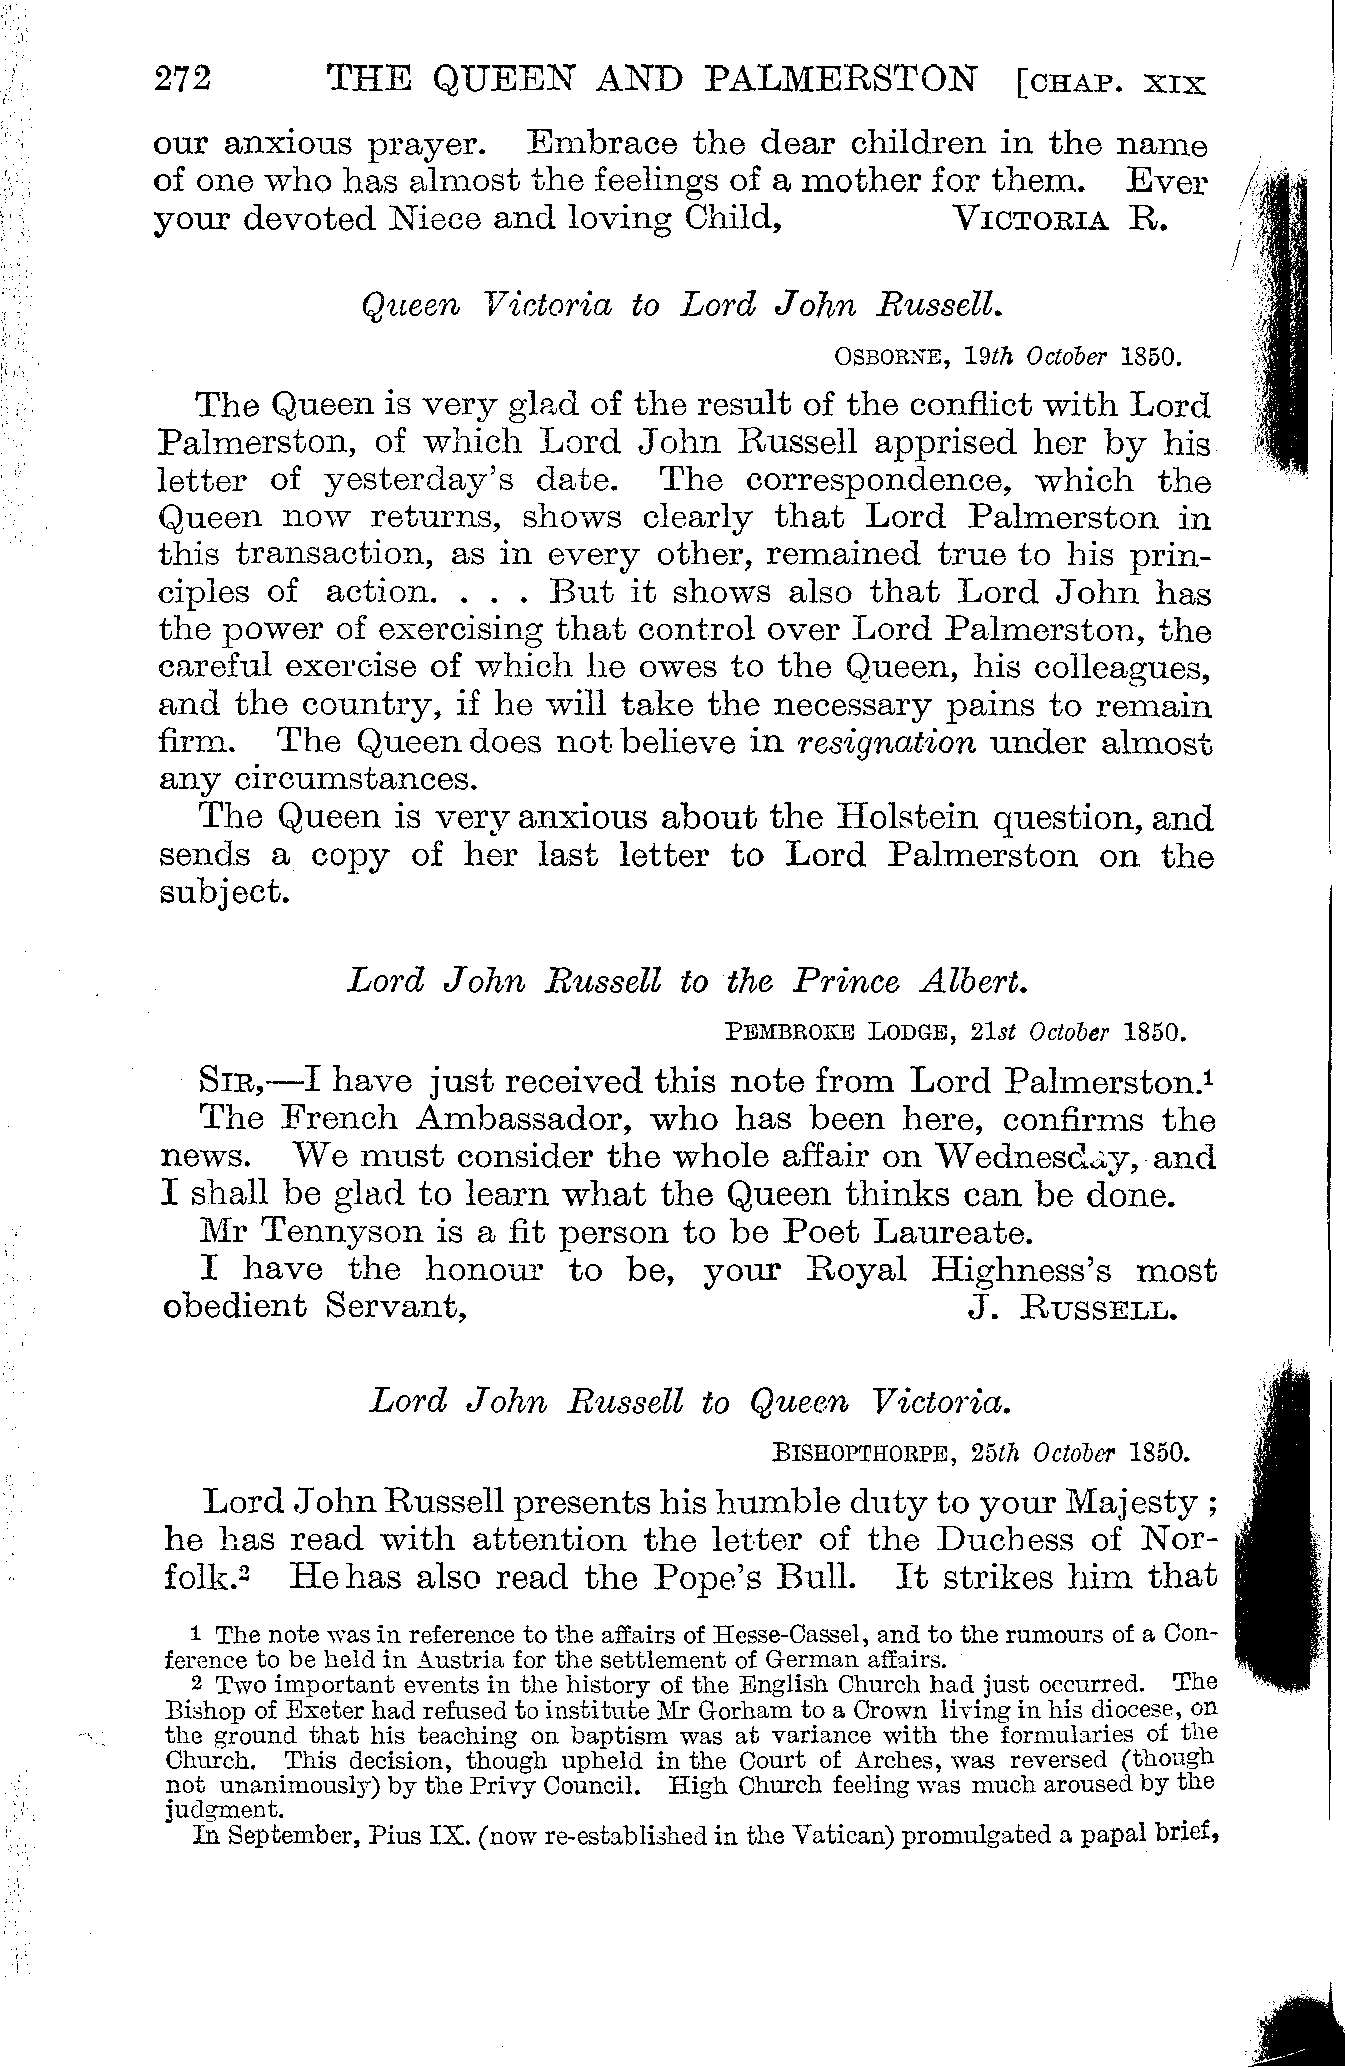 272 THE QUEEN AND PALMERSTON [CHAP. XIX
our anxious prayer. Embrace the dear children in the name
of one who has almost the feelings of a mother for them. Ever
your devoted Niece and loving Child, VICTORIA R.
Queen Victoria to Lord John Russell.
OSBORNE, 19th October 1850.
The Queen is very glad of the result of the conflict with Lord
Palmerston, of which Lord John Russell apprised her by his
letter of yesterday's date. The correspondence, which the
Queen now returns, shows clearly that Lord Palmerston in
this transaction, as in every other, remained true to his prin-
ciples of action. . . . But it shows also that Lord John has
the power of exercising that control over Lord Palmerston, the
careful exercise of which he owes to the Queen, his colleagues,
and the country, if he will take the necessary pains to remain
firm. The Queen does not believe in resignation under almost
any circumstances.
The Queen is very anxious about the Holstein question, and
sends a copy of her last letter to Lord Palmerston on the
subject.
Lord John Russell to the Prince Albert.
PEMBROKE LODGE, 21st October 1850.
SIR,—I have just received this note from Lord Palmerston.¹
The French Ambassador, who has been here, confirms the
news. We must consider the whole affair on Wednesday, and
I shall be glad to learn what the Queen thinks can be done.
Mr Tennyson is a fit person to be Poet Laureate.
I have the honour to be, your Royal Highness's most
obedient Servant, J. RUSSELL.
Lord John Russell to Queen Victoria.
BISHOPTHORPE, 25th October 1850.
Lord John Russell presents his humble duty to your Majesty ;
he has read with attention the letter of the Duchess of Nor-
folk.² He has also read the Pope's Bull. It strikes him that
1 The note was in reference to the affairs of Hesse-Cassel, and to the rumours of a Con-
ference to be held in Austria for the settlement of German affairs.
2 Two important events in the history of the English Church had just occurred. The
Bishop of Exeter had refused to institute Mr Gorham to a Crown living in his diocese, on
the ground that his teaching on baptism was at variance with the formularies of the
Church. This decision, though upheld in the Court of Arches, was reversed (though
not unanimously) by the Privy Council. High Church feeling was much aroused by the
judgment.
In September, Pius IX. (now re-established in the Vatican) promulgated a papal brief,